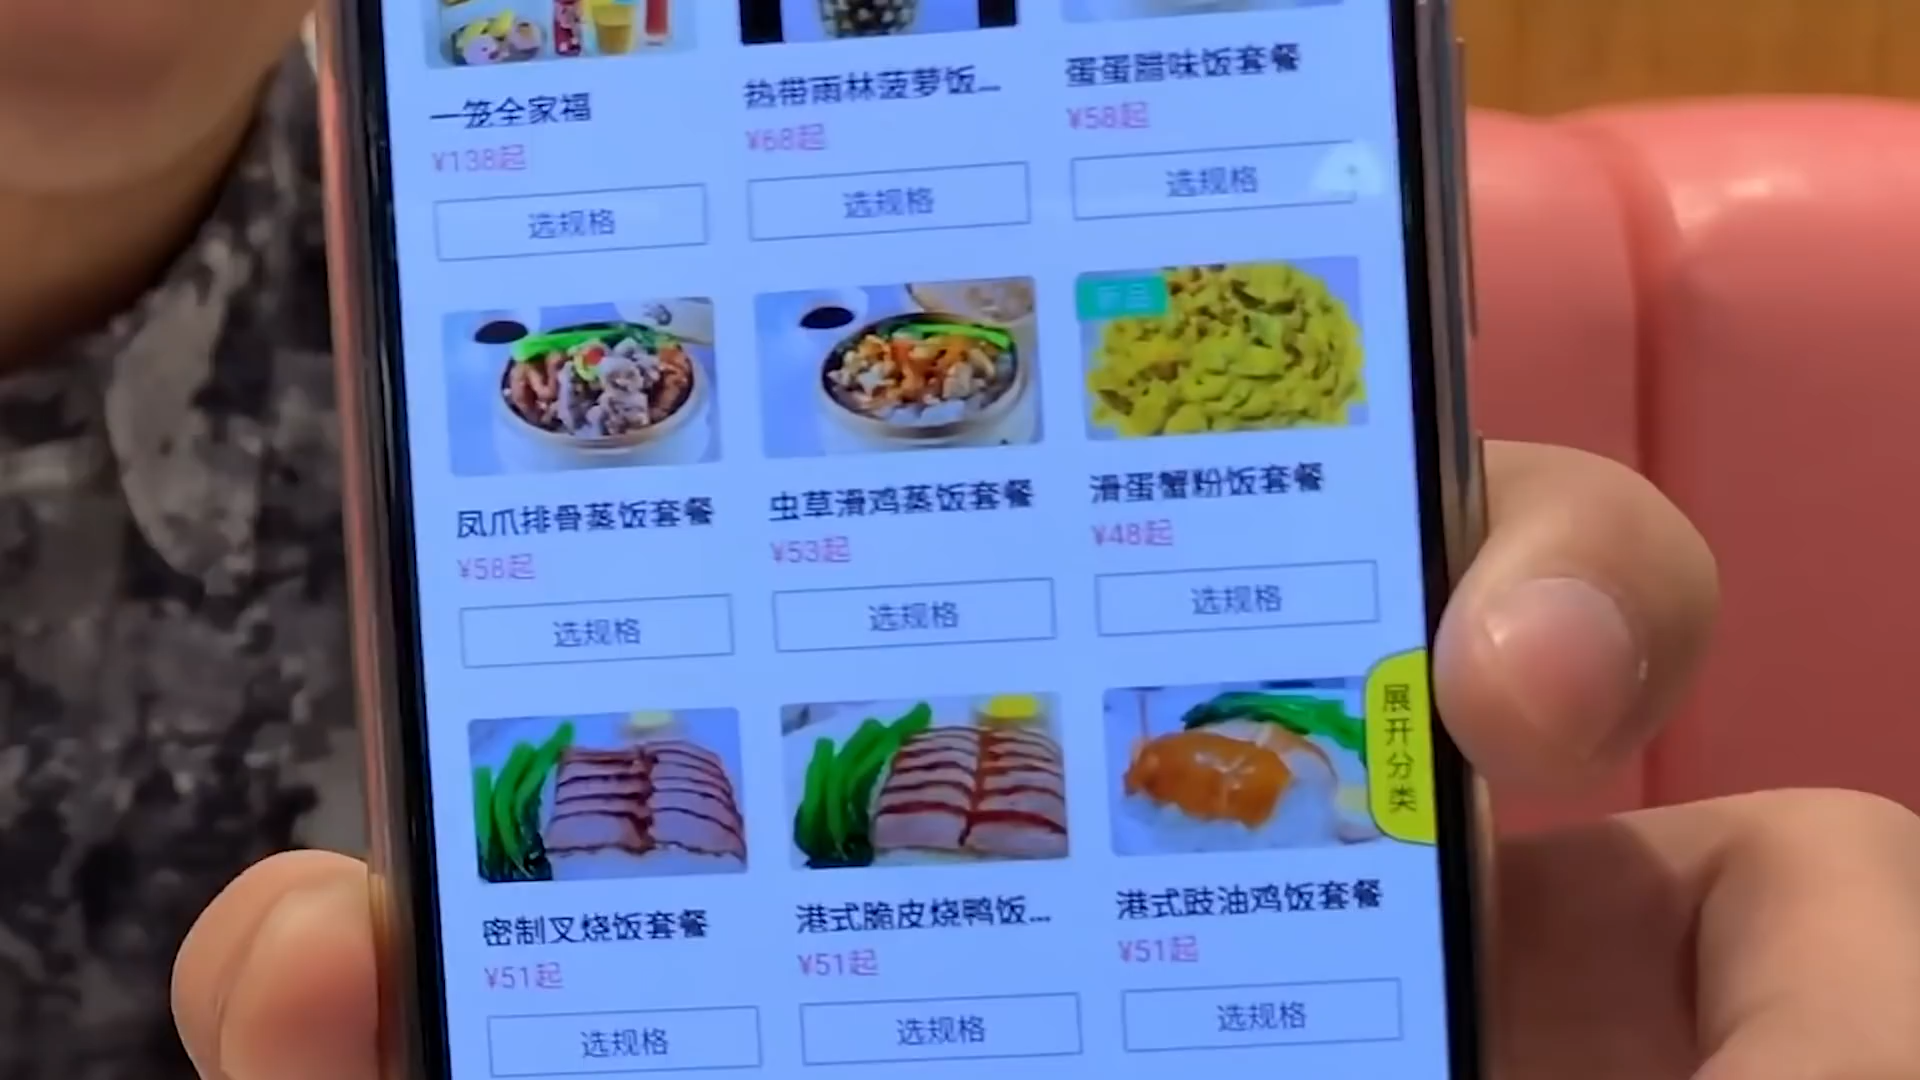 一笼全家福
¥138起
选规格
热带雨林菠萝饭...
¥68起
选规格
蛋蛋腊味饭套餐
¥58起
选规格
凤爪排骨蒸饭套餐
¥58起
选规格
虫草滑鸡蒸饭套餐
¥53起
选规格
新品
滑蛋蟹粉饭套餐
¥48起
选规格
密制叉烧饭套餐
¥51起
选规格
港式脆皮烧鸭饭...
¥51起
选规格
港式豉油鸡饭套餐
¥51起
选规格
展开分类